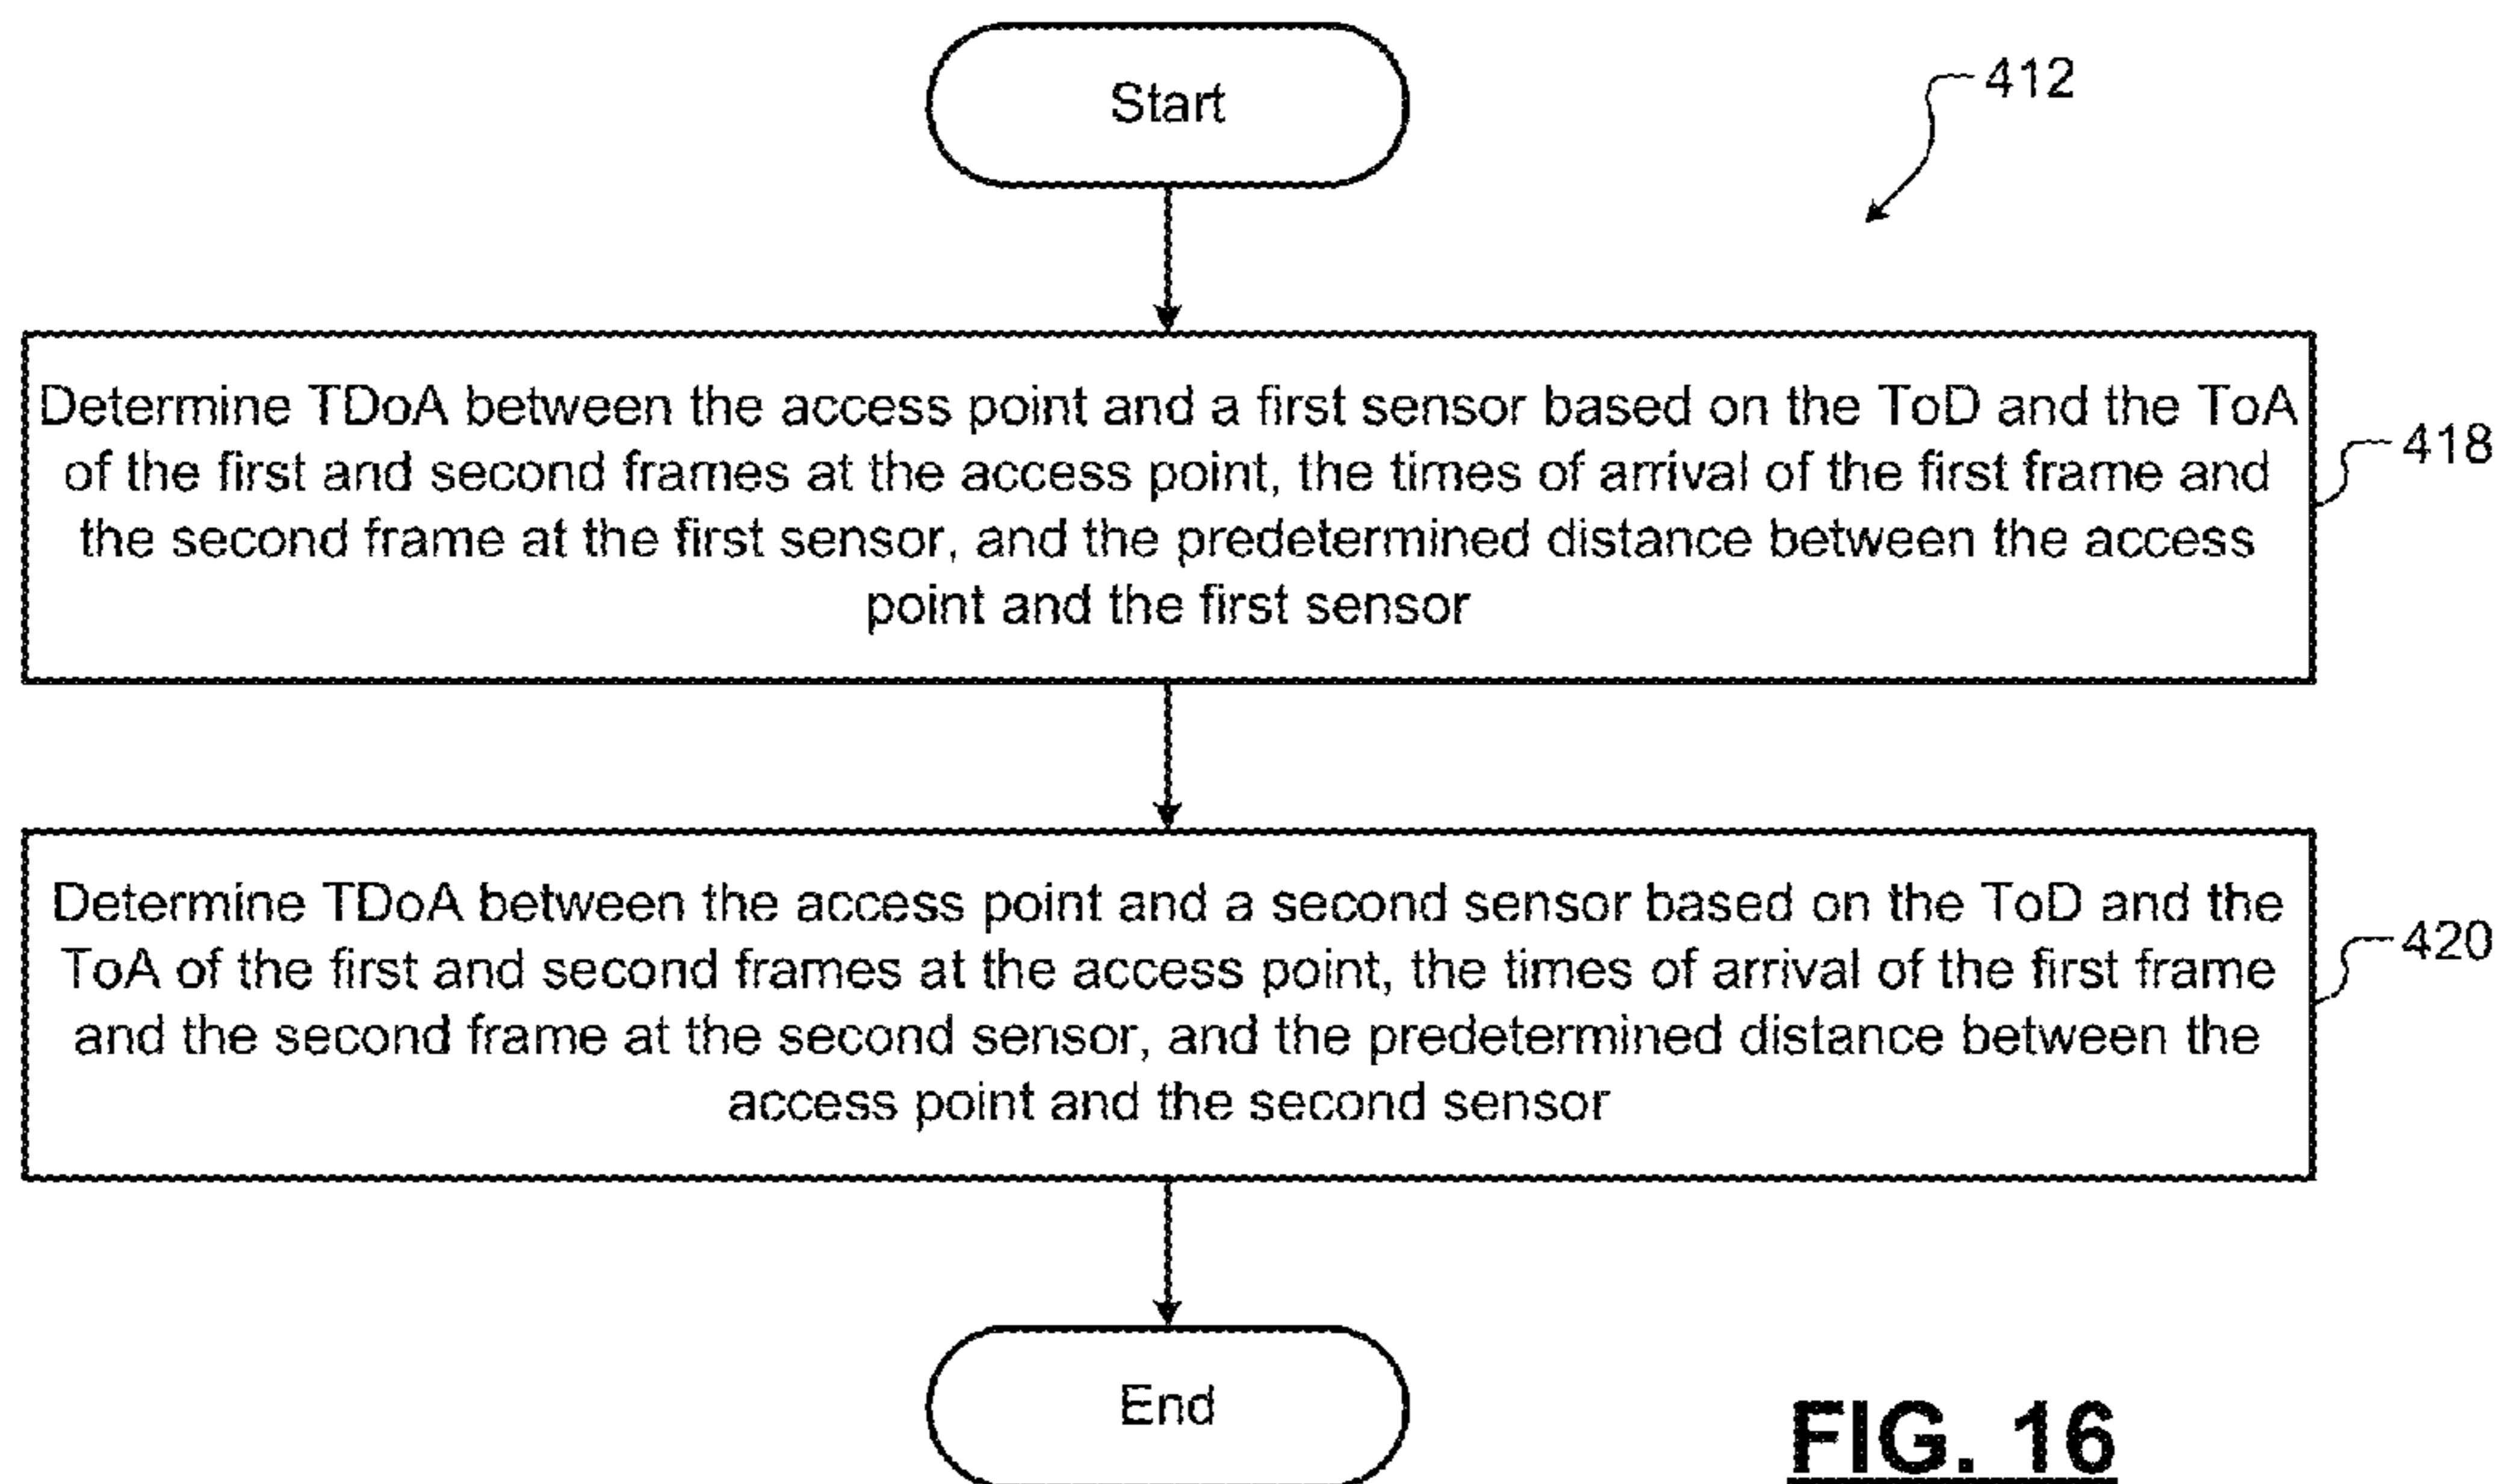 Start
412
Determine TDoA between the access point and a first sensor based on the ToD and the ToA
of the first and second frames at the access point, the times of arrival of the first frame and
the second frame at the first sensor, and the predetermined distance between the access
point and the first sensor
418
Determine TDoA between the access point and a second sensor based on the ToD and the
ToA of the first and second frames at the access point, the times of arrival of the first frame
and the second frame at the second sensor, and the predetermined distance between the
access point and the second sensor
420
End
FIG. 16